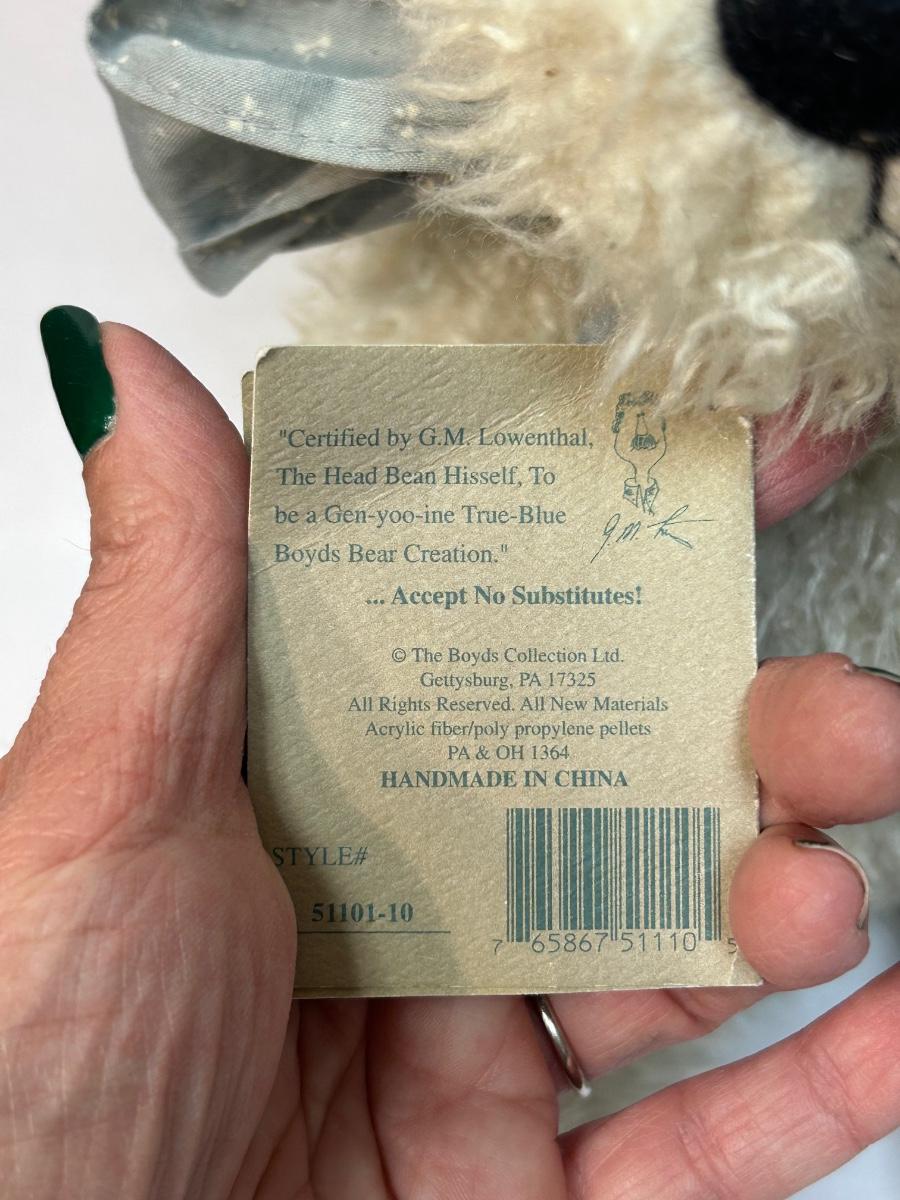 "Certified by G.M. Lowenthal,
The Head Bean Hisself, To
be a Gen-yoo-ine True-Blue
Boyds Bear Creation."
... Accept No Substitutes!
© The Boyds Collection Ltd.
Gettysburg, PA 17325
All Rights Reserved. All New Materials
Acrylic fiber/poly propylene pellets
PA & OH 1364
HANDMADE IN CHINA
STYLE#
51101-10
7 65867 51110 5